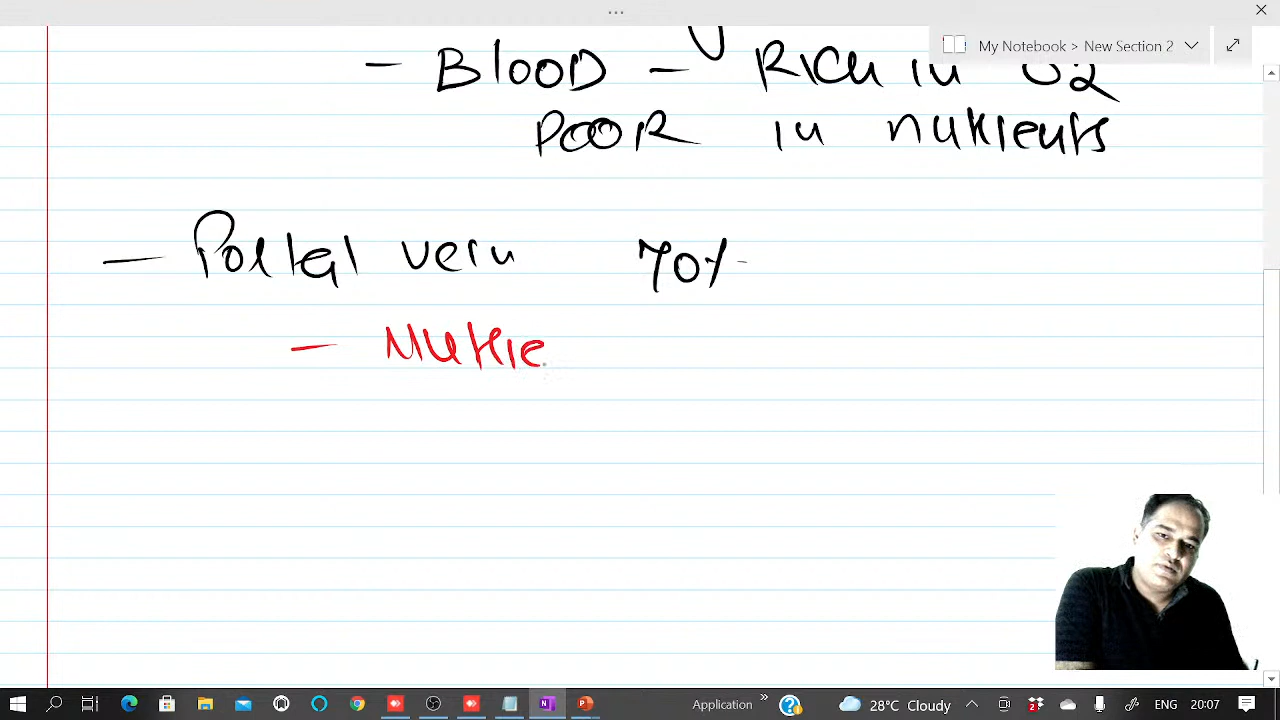 My Notebook > New Section 2
- BlooD - Rich in O2
POOR in nutrients
- Portal vein 70%
- Nutrie
Application
28°C Cloudy
ENG 20:07